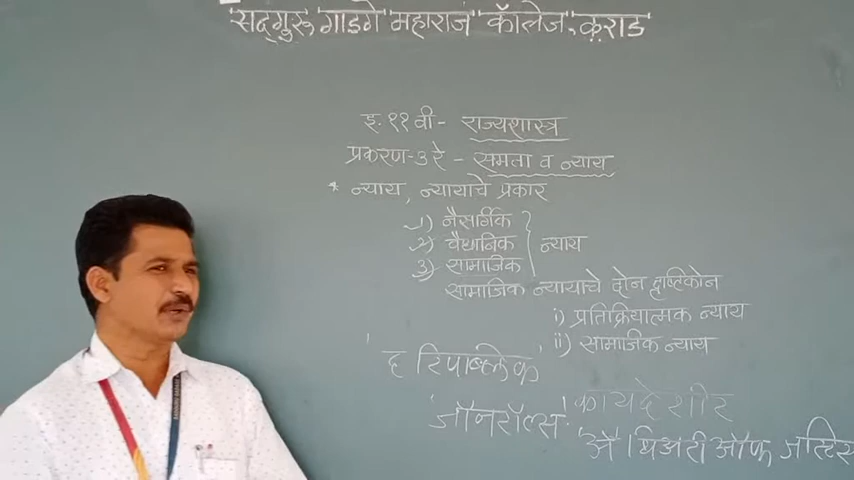 "सद्‌गुरू गाडगे महाराज कॉलेज, कराड"
इ. ११ वी - राज्यशास्त्र
प्रकरण - ३ रे - समता व न्याय
* न्याय, न्यायाचे प्रकार
१) नैसर्गिक
२) वैधानिक } न्याय
३) सामाजिक
सामाजिक न्यायाचे दोन दृष्टिकोन
i) प्रतिक्रियात्मक न्याय
ii) सामाजिक न्याय
'द रिपाब्लीक'
'जॉनरॉल्स' कायदेशीर
'अ थिअरी ऑफ जस्टिस